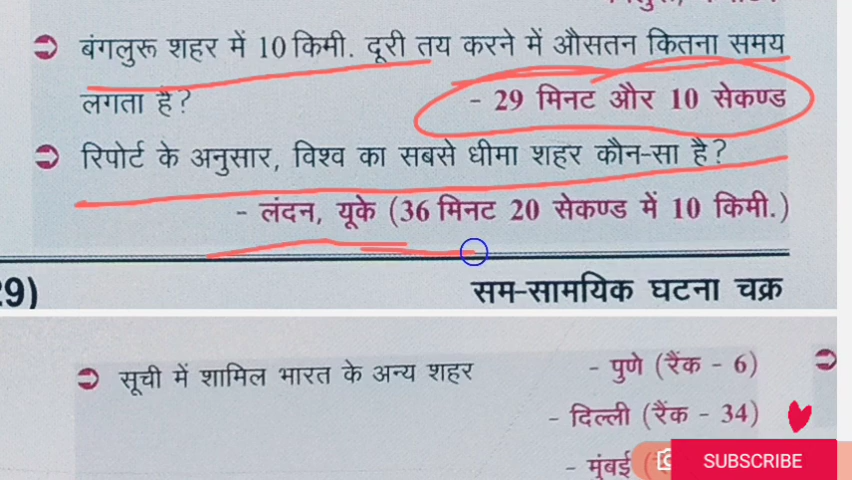 ⊃ बंगलुरू शहर में 10 किमी. दूरी तय करने में औसतन कितना समय
लगता है? - 29 मिनट और 10 सेकण्ड
⊃ रिपोर्ट के अनुसार, विश्व का सबसे धीमा शहर कौन-सा है?
- लंदन, यूके (36 मिनट 20 सेकण्ड में 10 किमी.)
29)
सम-सामयिक घटना चक्र
⊃ सूची में शामिल भारत के अन्य शहर - पुणे (रैंक - 6)
- दिल्ली (रैंक - 34)
- मुंबई
SUBSCRIBE